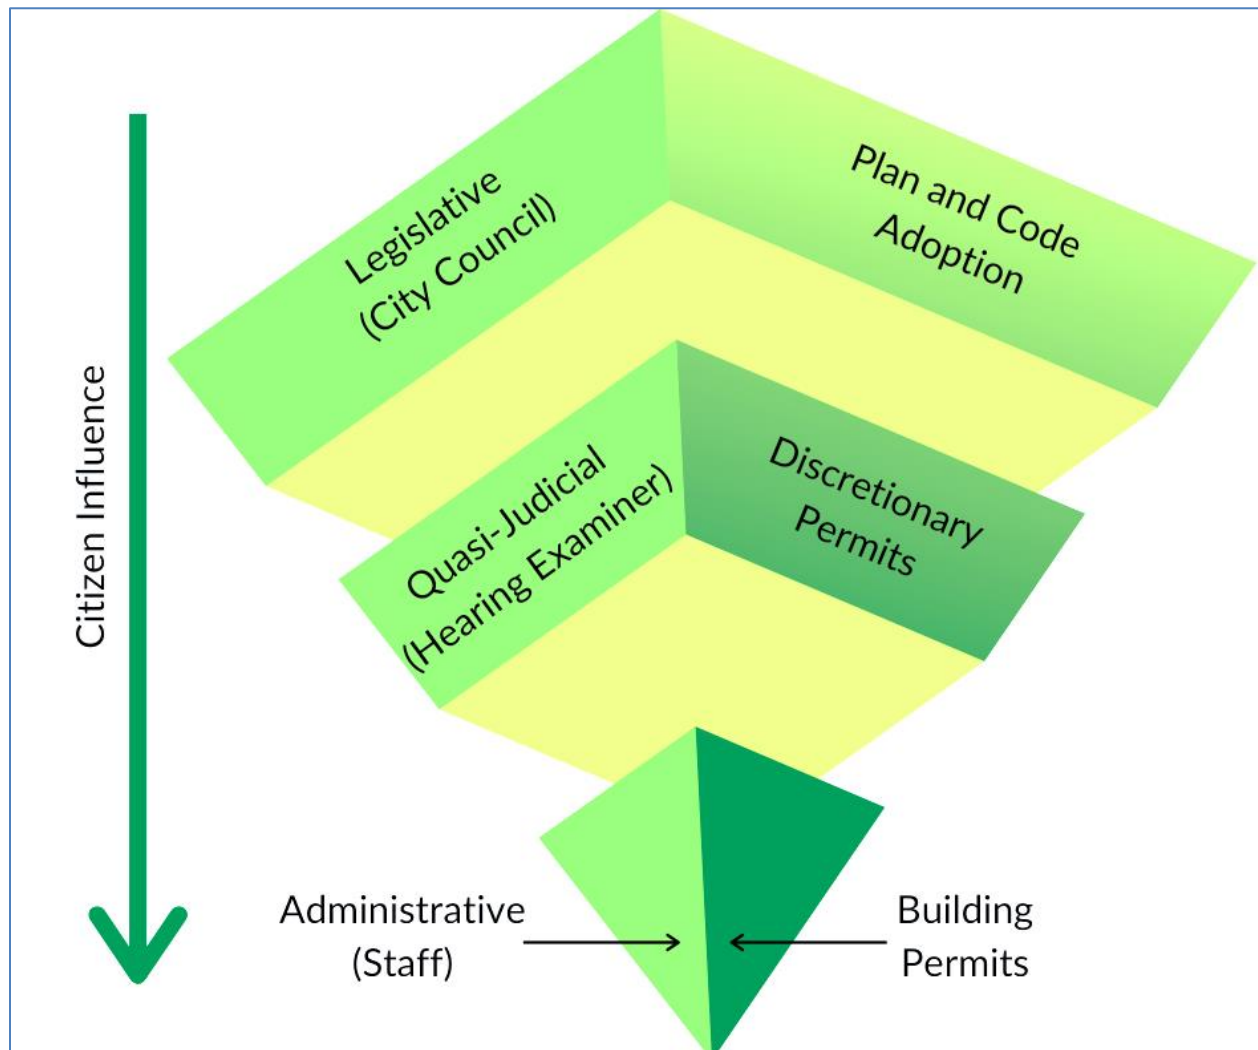 Citizen Influence
Legislative
(City Council)
Plan and Code
Adoption
Quasi-Judicial
(Hearing Examiner)
Discretionary
Permits
Administrative
(Staff)
Building
Permits